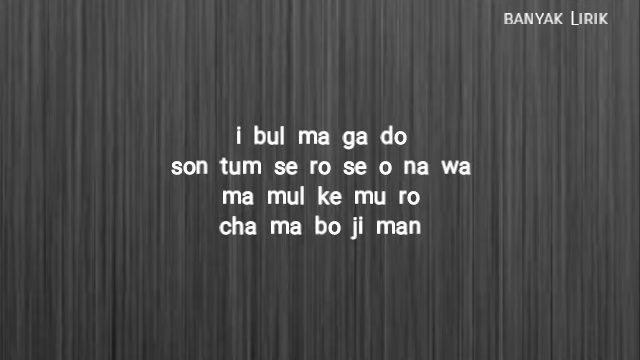 BANYAK LIRIK
i bul ma ga do
son tum se ro se o na wa
ma mul ke mu ro
cha ma bo ji man